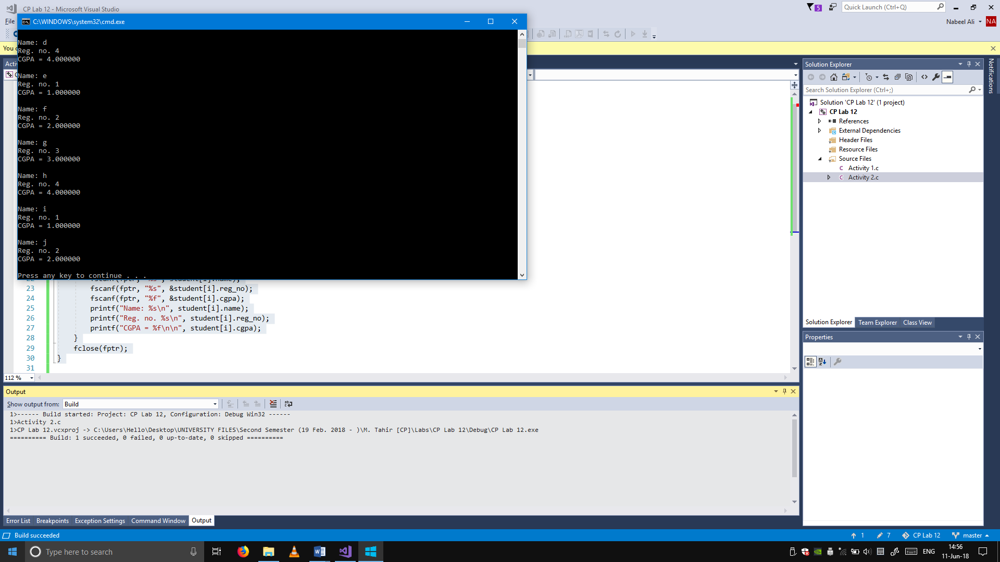 CP Lab 12 - Microsoft Visual Studio
5
Quick Launch (Ctrl+Q)
File
Nabeel Ali
NA
C:\WINDOWS\system32\cmd.exe
You
Name: d
Reg. no. 4
CGPA = 4.000000
Name: e
Reg. no. 1
CGPA = 1.000000
Name: f
Reg. no. 2
CGPA = 2.000000
Name: g
Reg. no. 3
CGPA = 3.000000
Name: h
Reg. no. 4
CGPA = 4.000000
Name: i
Reg. no. 1
CGPA = 1.000000
Name: j
Reg. no. 2
CGPA = 2.000000
Press any key to continue . . .
23 fscanf(fptr, "%s", &student[i].reg_no);
24 fscanf(fptr, "%f", &student[i].cgpa);
25 printf("Name: %s\n", student[i].name);
26 printf("Reg. no. %s\n", student[i].reg_no);
27 printf("CGPA = %f\n\n", student[i].cgpa);
28 }
29 fclose(fptr);
30 }
31
112 %
Output
Show output from: Build
1>------ Build started: Project: CP Lab 12, Configuration: Debug Win32 ------
1>Activity 2.c
1>CP Lab 12.vcxproj -> C:\Users\Hello\Desktop\UNIVERSITY FILES\Second Semester (19 Feb. 2018 - )\M. Tahir [CP]\Labs\CP Lab 12\Debug\CP Lab 12.exe
========== Build: 1 succeeded, 0 failed, 0 up-to-date, 0 skipped ==========
Error List Breakpoints Exception Settings Command Window Output
Solution Explorer
Search Solution Explorer (Ctrl+;)
Solution 'CP Lab 12' (1 project)
CP Lab 12
References
External Dependencies
Header Files
Resource Files
Source Files
Activity 1.c
Activity 2.c
Solution Explorer Team Explorer Class View
Properties
Notifications
Build succeeded
1 7 CP Lab 12 master
Type here to search
ENG
14:56
11-Jun-18